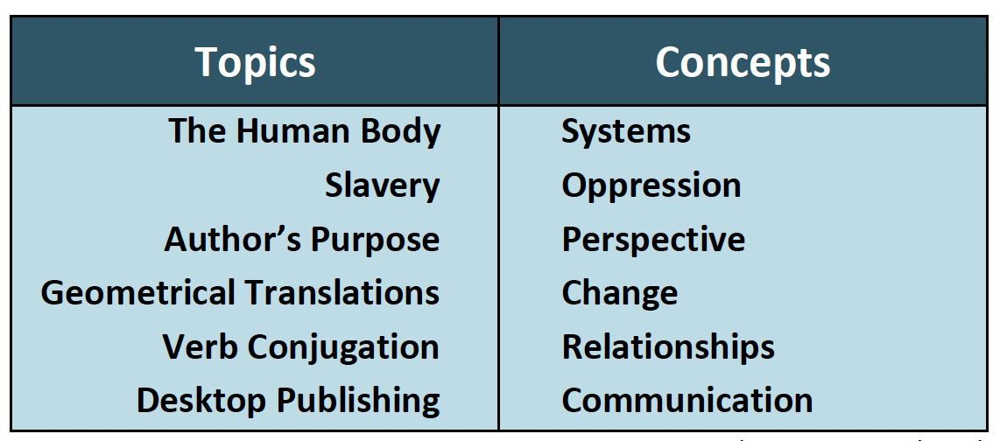 Topics Concepts
The Human Body Systems
Slavery Oppression
Author’s Purpose Perspective
Geometrical Translations Change
Verb Conjugation Relationships
Desktop Publishing Communication